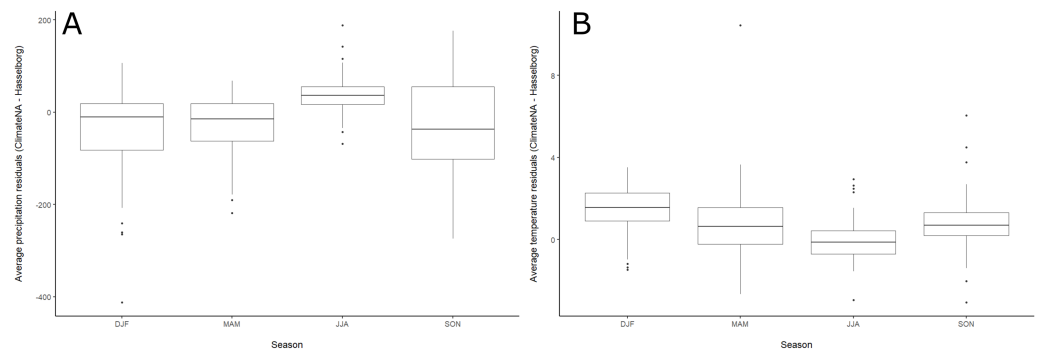 A
Average precipitation residuals (ClimateNA - Hasselborg)
200
0
-200
-400
DJF MAM JJA SON
Season
B
Average temperature residuals (ClimateNA - Hasselborg)
8
4
0
DJF MAM JJA SON
Season